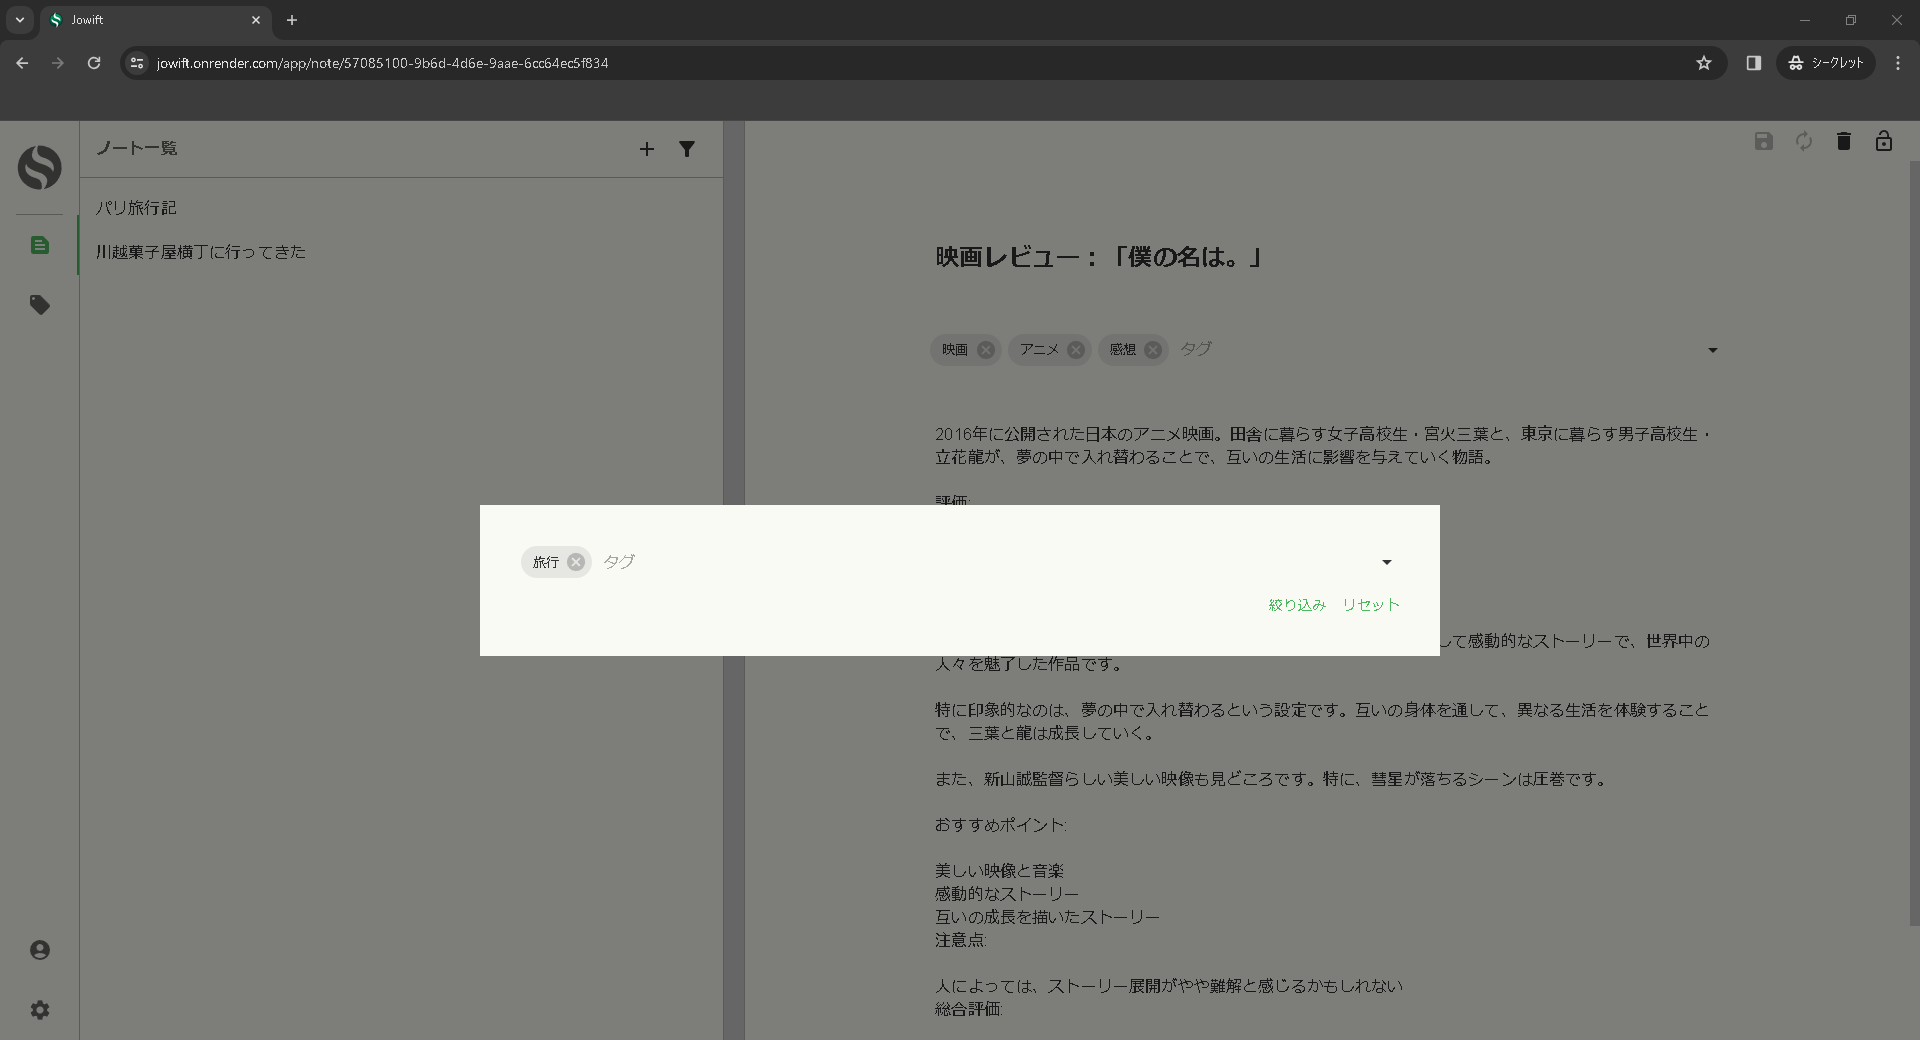 Jowift
jowift.onrender.com/app/note/57085100-9b6d-4d6e-9aae-6cc64ec5f834
シークレット
ノート一覧
パリ旅行記
川越菓子屋横丁に行ってきた
映画レビュー：「僕の名は。」
映画 アニメ 感想 タグ
2016年に公開された日本のアニメ映画。田舎に暮らす女子高校生・宮火三葉と、東京に暮らす男子高校生・
立花龍が、夢の中で入れ替わることで、互いの生活に影響を与えていく物語。
評価:
旅行 タグ
絞り込み リセット
して感動的なストーリーで、世界中の
人々を魅了した作品です。
特に印象的なのは、夢の中で入れ替わるという設定です。互いの身体を通して、異なる生活を体験すること
で、三葉と龍は成長していく。
また、新山誠監督らしい美しい映像も見どころです。特に、彗星が落ちるシーンは圧巻です。
おすすめポイント:
美しい映像と音楽
感動的なストーリー
互いの成長を描いたストーリー
注意点:
人によっては、ストーリー展開がやや難解と感じるかもしれない
総合評価: